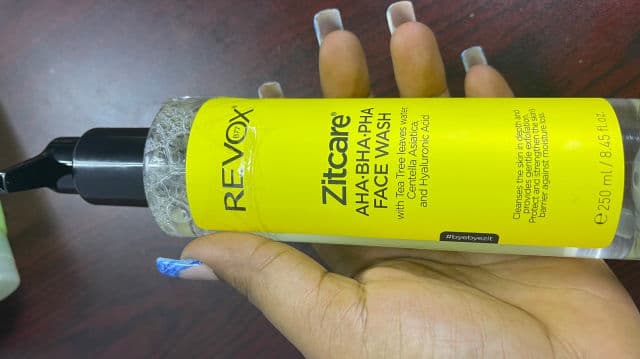 REVOX
B77
Zitcare®
AHA·BHA·PHA
FACE WASH
with Tea Tree leaves water,
Centella Asiatica,
and Hyaluronic Acid
Cleanses the skin in depth and
provides gentle exfoliation.
Protect and strengthen the skin's
barrier against moisture loss
#byebyezit
℮ 250 ml / 8.45 fl.oz.